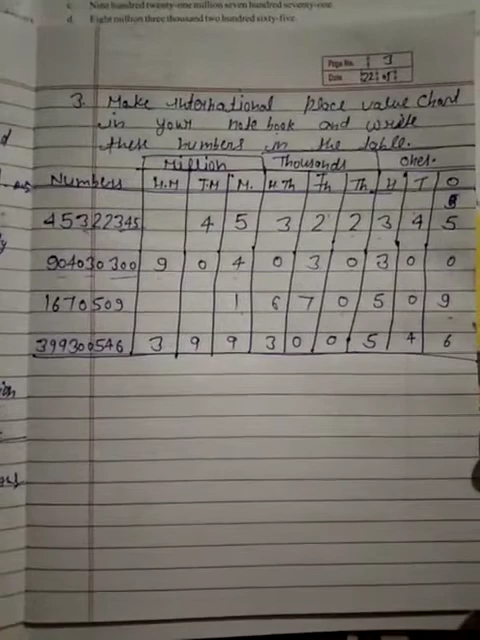 c. Nine hundred twenty-one million seven hundred seventy-one.
d. Eight million three thousand two hundred sixty-five.
Page No. 3
Date 22
3. Make international place value chart
in your note book and write
these numbers in the table.
Million Thousands Ones.
Numbers H.M T.M M. H Th Th Th H T O
45322345 4 5 3 2 2 3 4 5
904030300 9 0 4 0 3 0 3 0 0
1670509 1 6 7 0 5 0 9
399300546 3 9 9 3 0 0 5 4 6